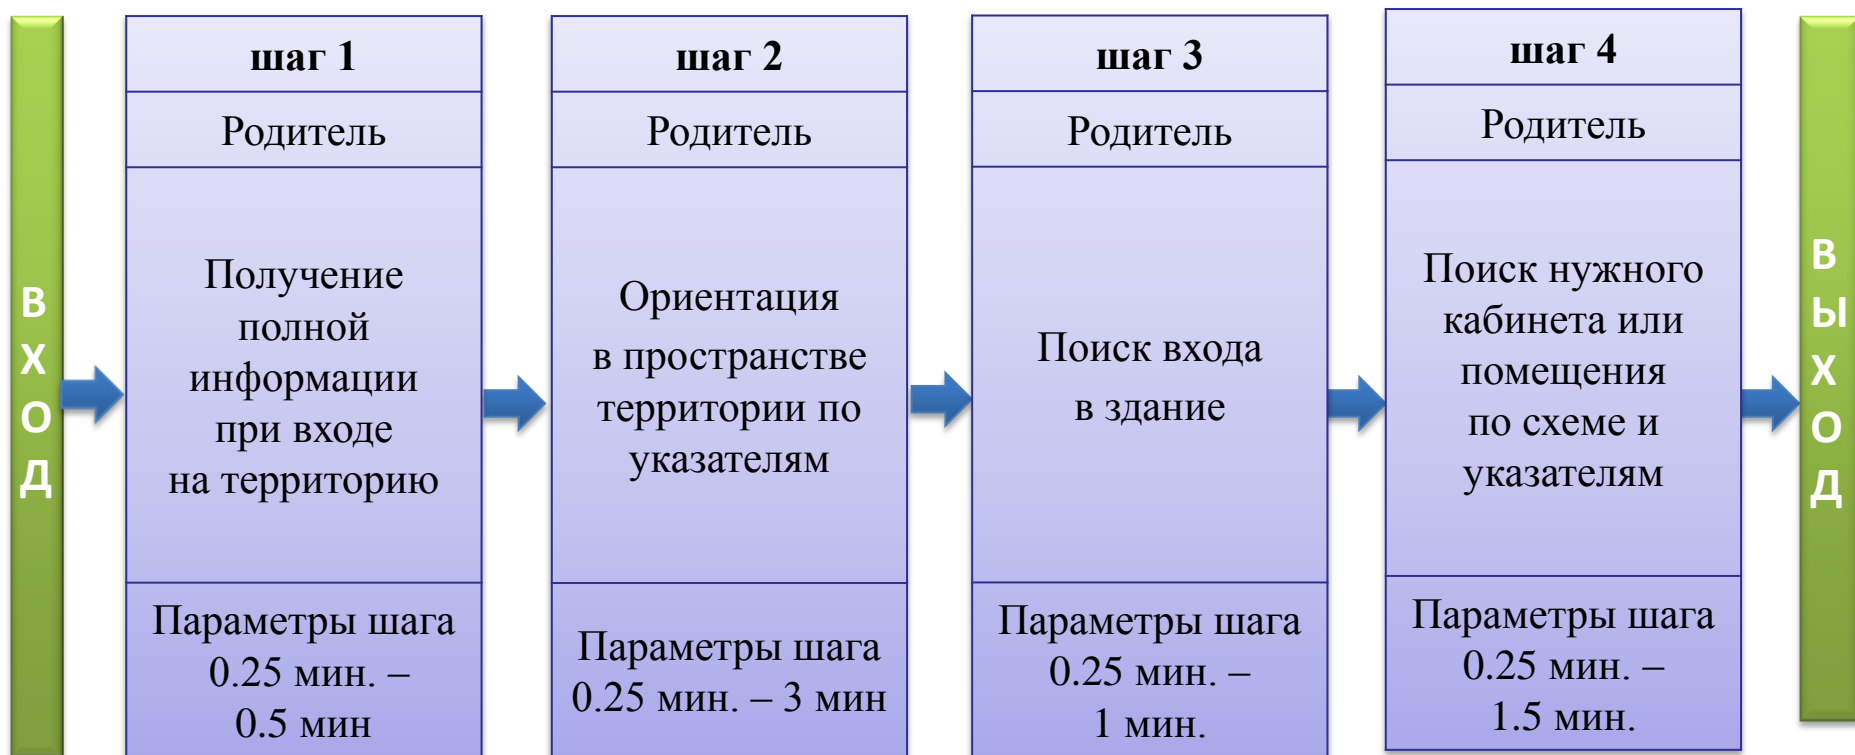 ВХОД
шаг 1
Родитель
Получение
полной
информации
при входе
на территорию
Параметры шага
0.25 мин. –
0.5 мин
шаг 2
Родитель
Ориентация
в пространстве
территории по
указателям
Параметры шага
0.25 мин. – 3 мин
шаг 3
Родитель
Поиск входа
в здание
Параметры шага
0.25 мин. –
1 мин.
шаг 4
Родитель
Поиск нужного
кабинета или
помещения
по схеме и
указателям
Параметры шага
0.25 мин. –
1.5 мин.
ВЫХОД